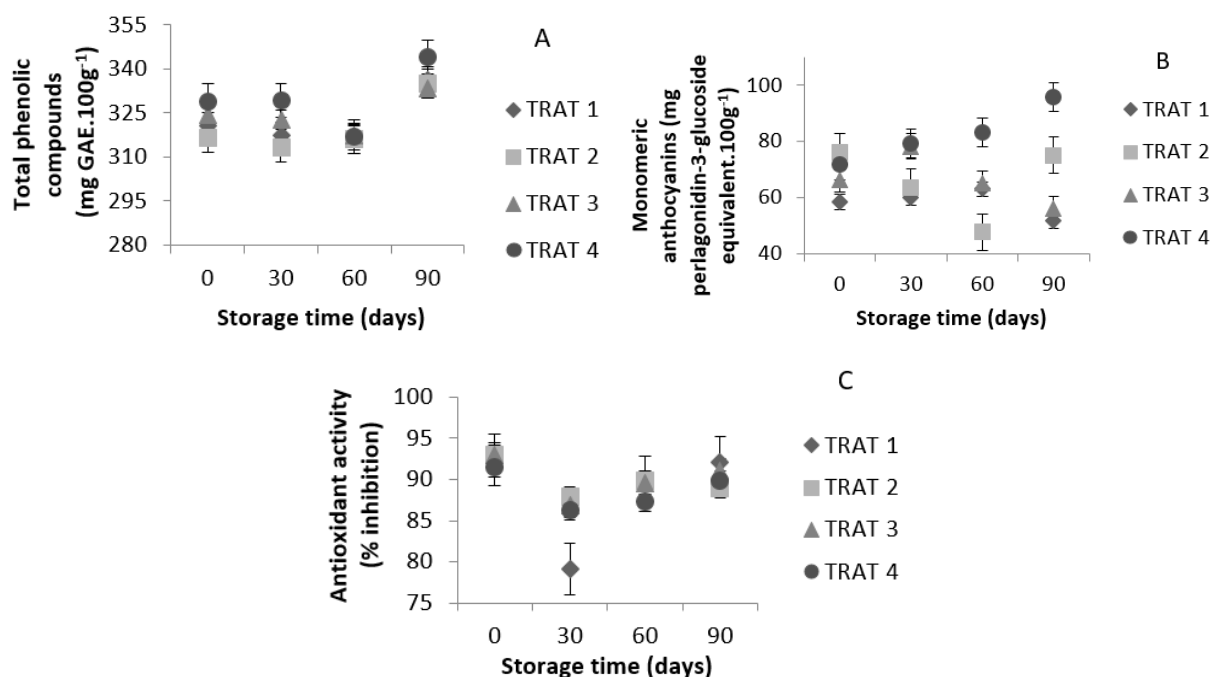 A
355
340
325
310
295
280
Total phenolic
compounds
(mg GAE.100g⁻¹)
0 30 60 90
Storage time (days)
TRAT 1
TRAT 2
TRAT 3
TRAT 4
B
100
80
60
40
Monomeric
anthocyanins (mg
perlagonidin-3-glucoside
equivalent.100g⁻¹)
0 30 60 90
Storage time (days)
TRAT 1
TRAT 2
TRAT 3
TRAT 4
C
100
95
90
85
80
75
Antioxidant activity
(% inhibition)
0 30 60 90
Storage time (days)
TRAT 1
TRAT 2
TRAT 3
TRAT 4